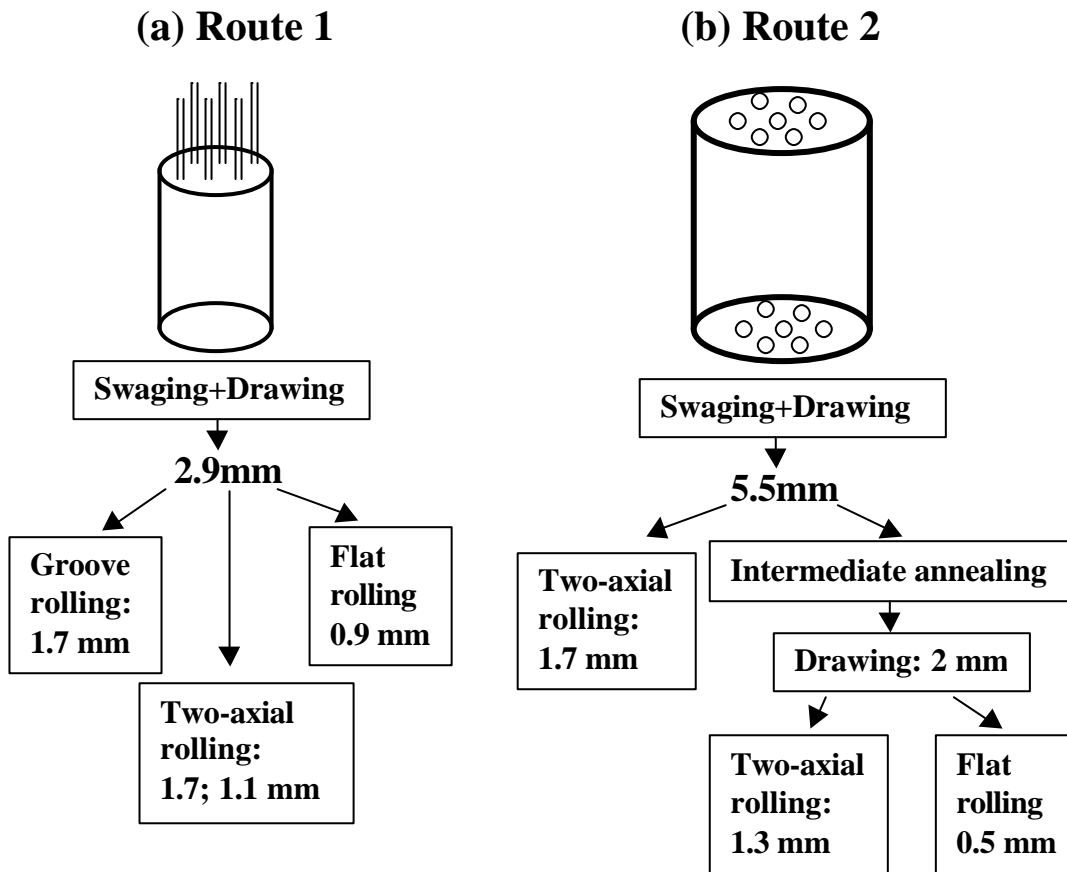 (a) Route 1
Swaging+Drawing
2.9mm
Groove
rolling:
1.7 mm
Two-axial
rolling:
1.7; 1.1 mm
Flat
rolling
0.9 mm
(b) Route 2
Swaging+Drawing
5.5mm
Two-axial
rolling:
1.7 mm
Intermediate annealing
Drawing: 2 mm
Two-axial
rolling:
1.3 mm
Flat
rolling
0.5 mm